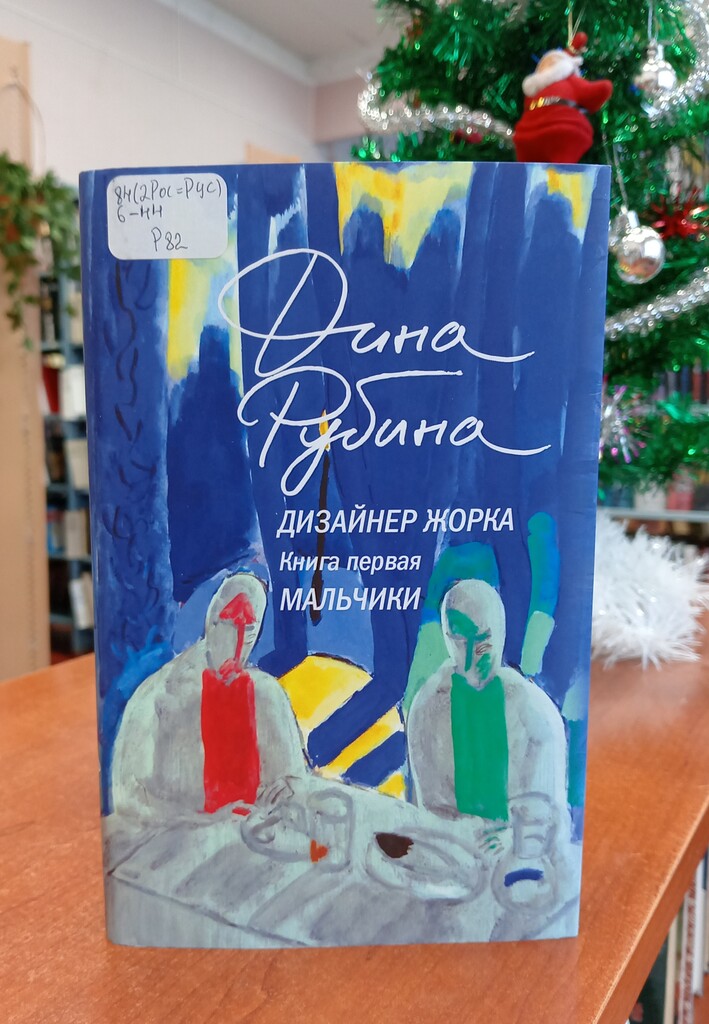 84(2Рос=Рус)
6-44
Р82
Дина
Рубина
ДИЗАЙНЕР ЖОРКА
Книга первая
МАЛЬЧИКИ